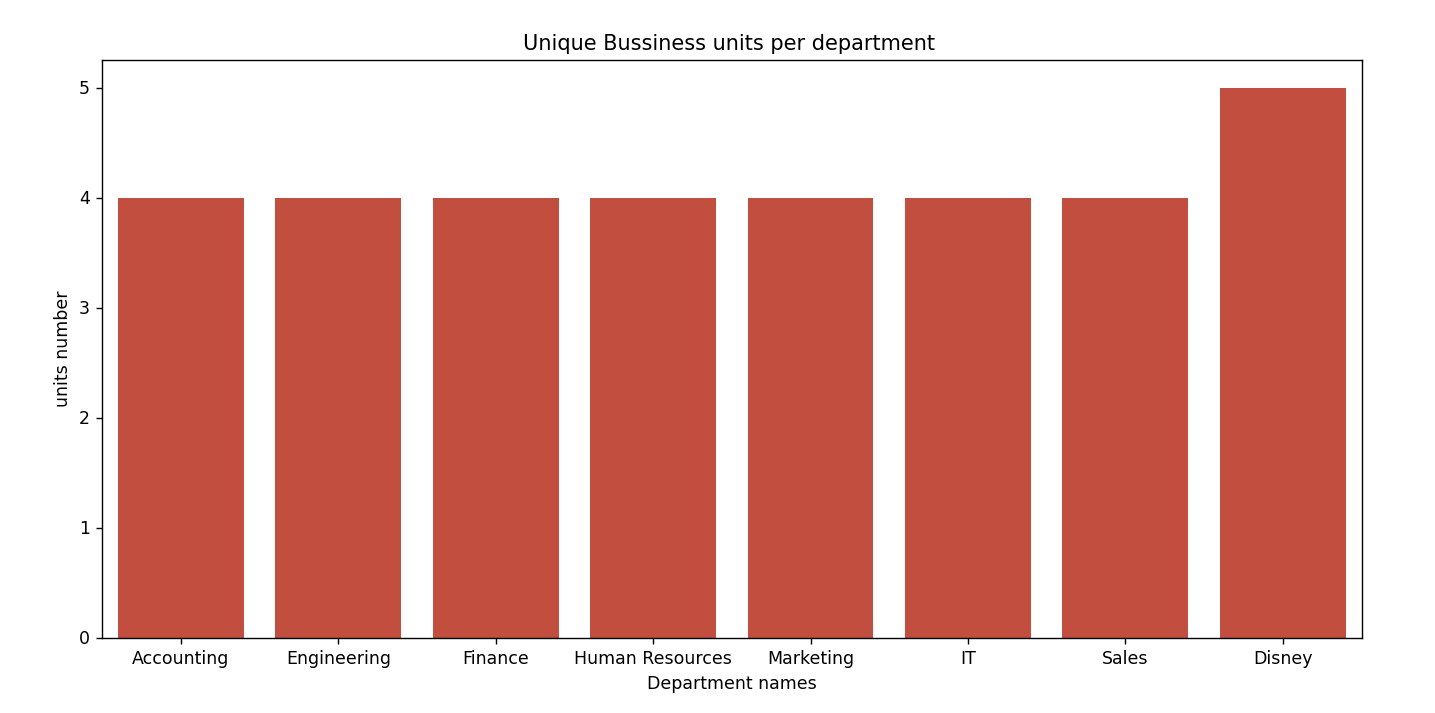 Unique Bussiness units per department
5
4
3
2
1
0
units number
Accounting Engineering Finance Human Resources Marketing IT Sales Disney
Department names